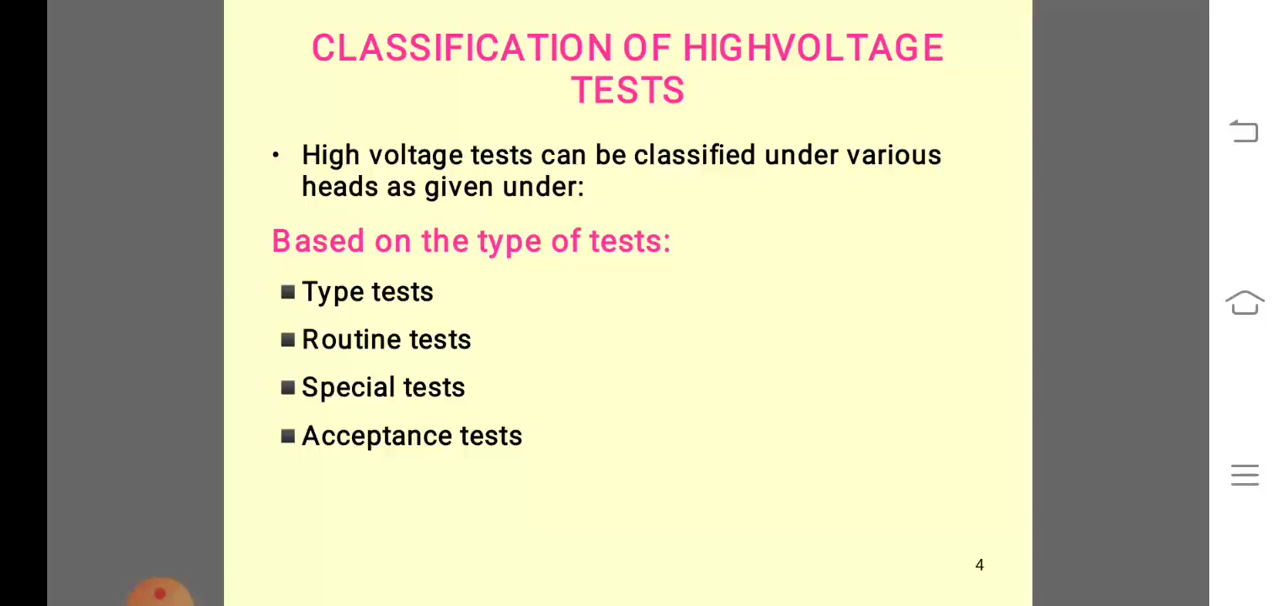 CLASSIFICATION OF HIGHVOLTAGE
TESTS
• High voltage tests can be classified under various
heads as given under:
Based on the type of tests:
■ Type tests
■ Routine tests
■ Special tests
■ Acceptance tests
4